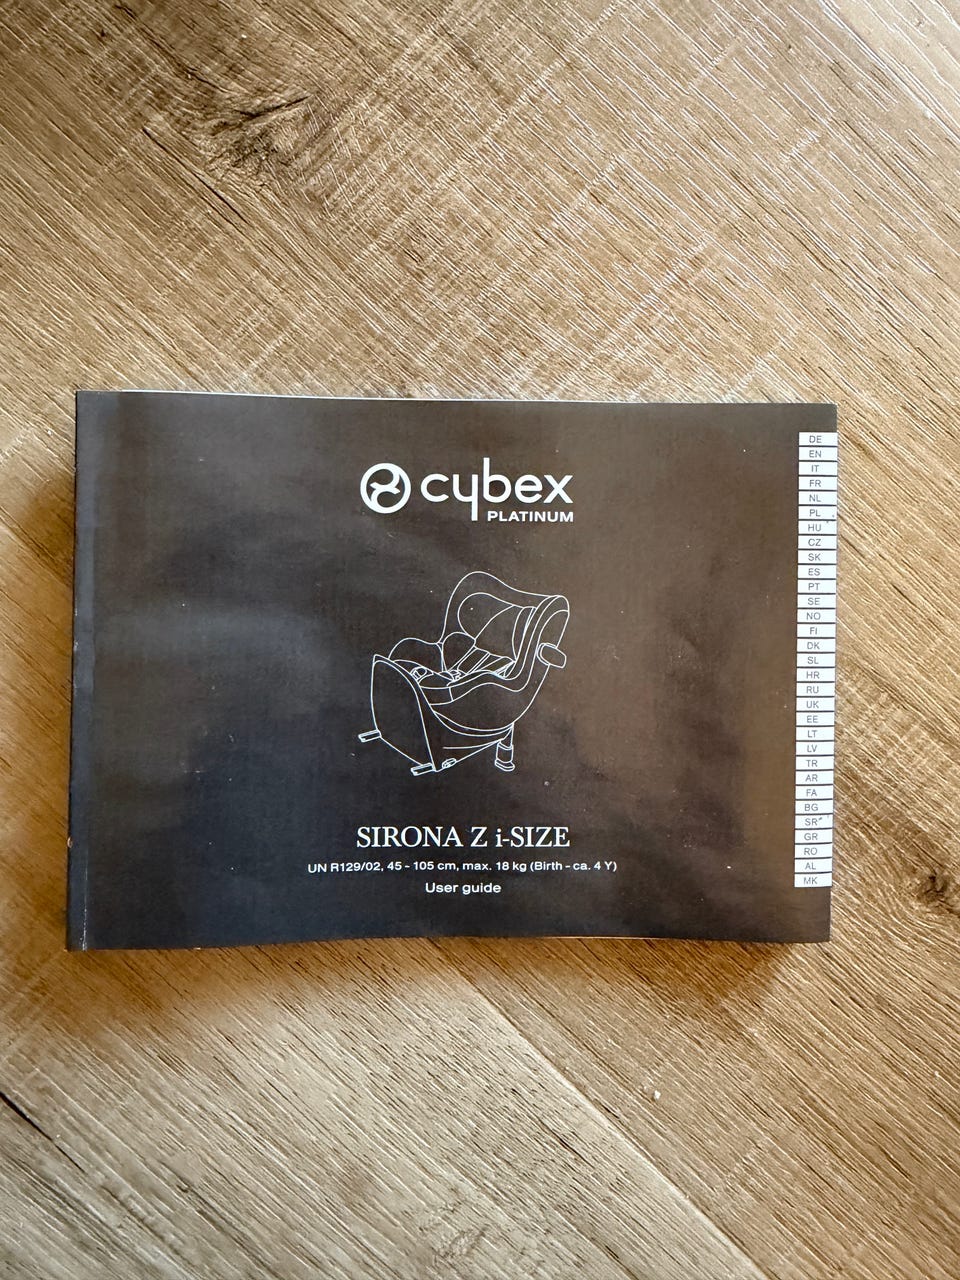 cybex
PLATINUM
SIRONA Z i-SIZE
UN R129/02, 45 - 105 cm, max. 18 kg (Birth - ca. 4 Y)
User guide
DE
EN
IT
FR
NL
PL
HU
CZ
SK
ES
PT
SE
NO
FI
DK
SL
HR
RU
UK
EE
LT
LV
TR
AR
FA
BG
SR
GR
RO
AL
MK